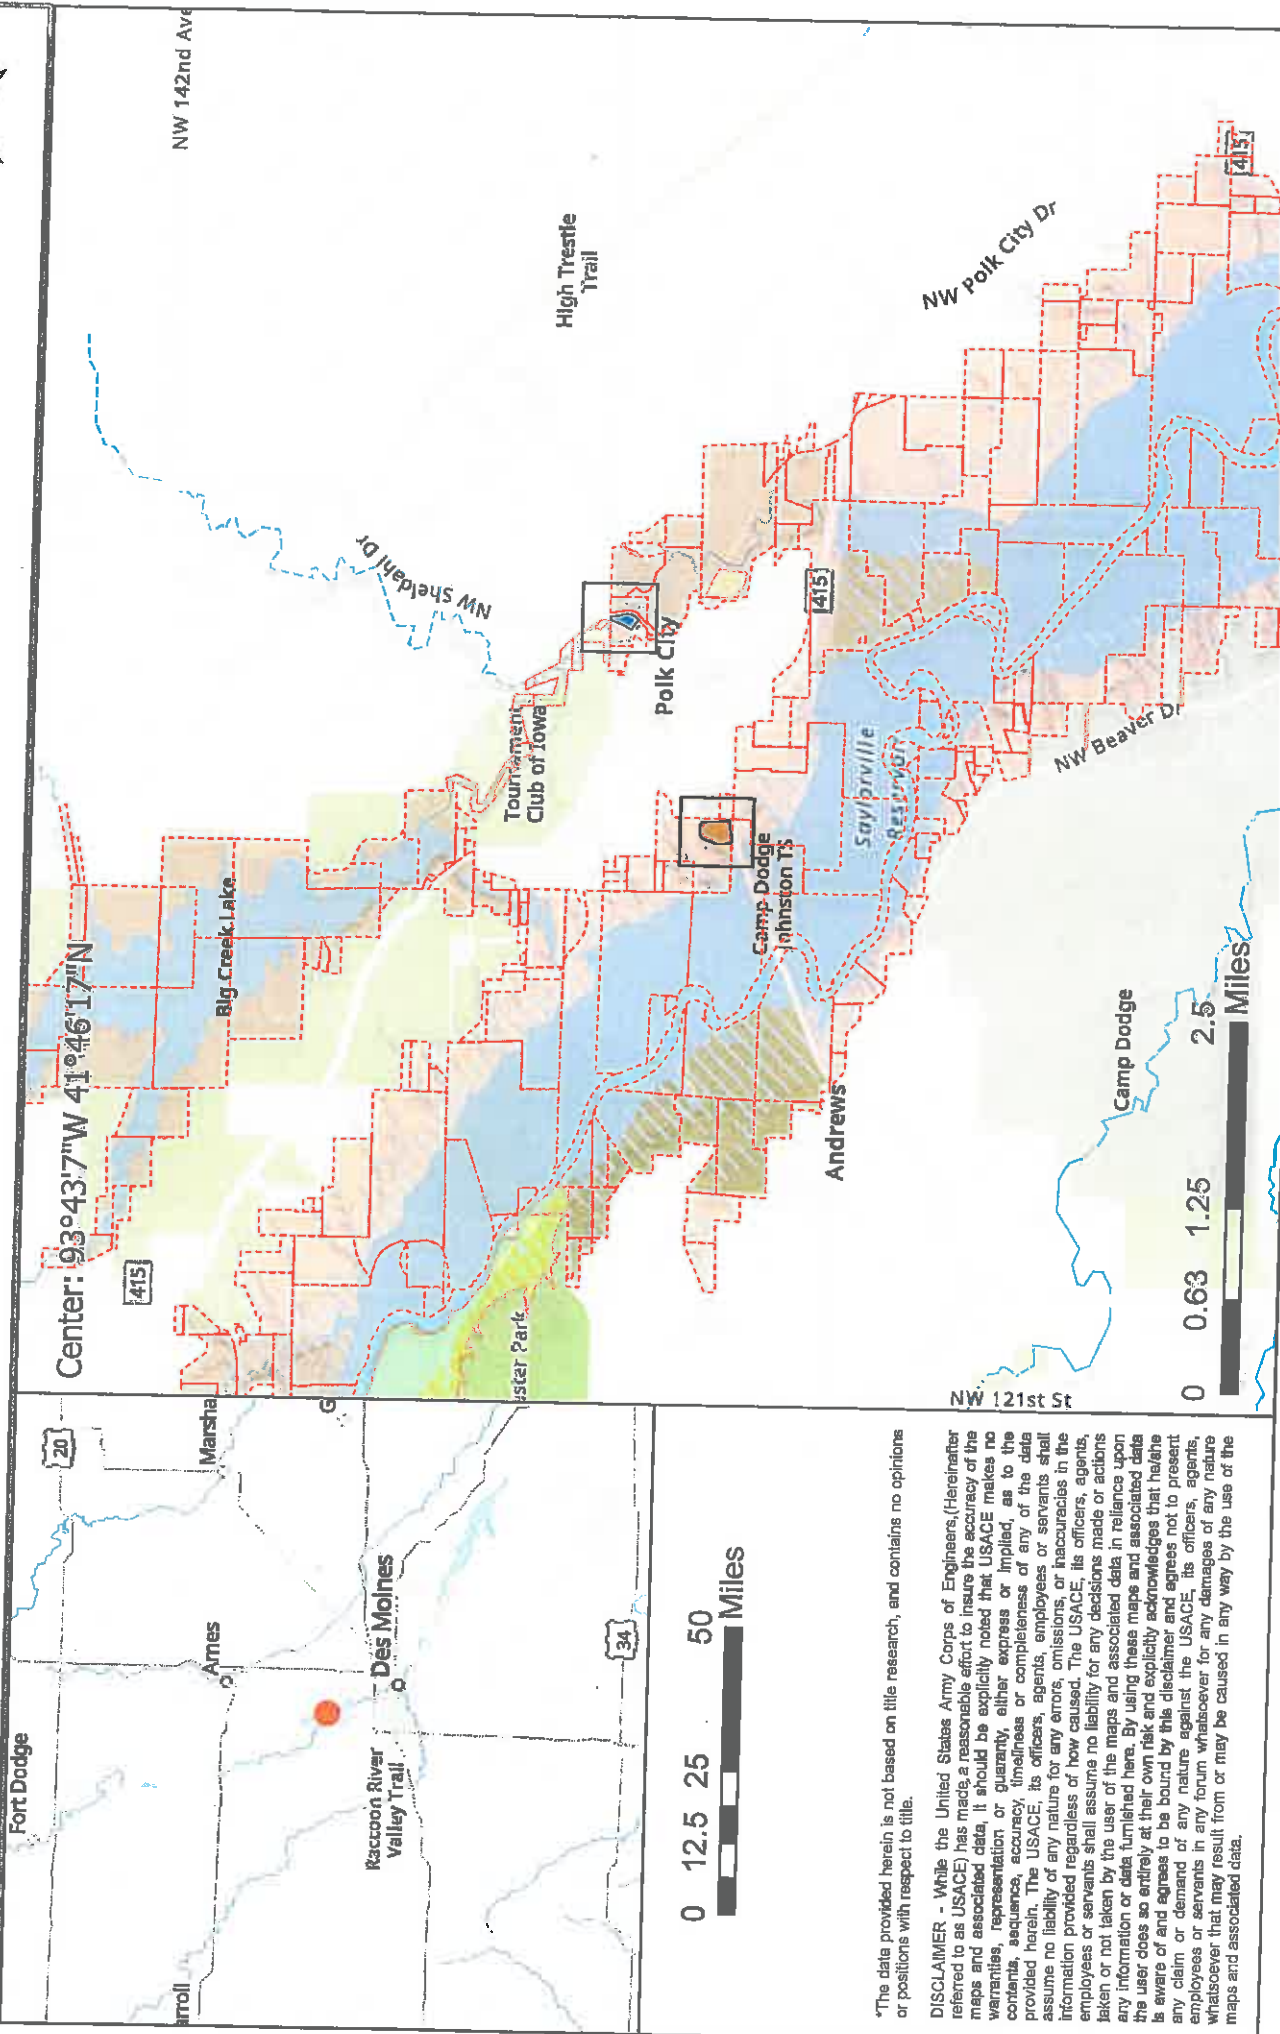 Fort Dodge
20
Ames
Marsha
G
arroll
Raccoon River
Valley Trail
Des Moines
34
0 12.5 25 50
Miles
*The data provided herein is not based on title research, and contains no opinions
or positions with respect to title.
DISCLAIMER - While the United States Army Corps of Engineers,(Hereinafter
referred to as USACE) has made,a reasonable effort to insure the accuracy of the
maps and associated data, it should be explicitly noted that USACE makes no
warranties, representation or guaranty, either express or implied, as to the
contents, sequence, accuracy, timeliness or completeness of any of the data
provided herein. The USACE, its officers, agents, employees or servants shall
assume no liability of any nature for any errors, omissions, or inaccuracies in the
information provided regardless of how caused. The USACE, its officers, agents,
employees or servants shall assume no liability for any decisions made or actions
taken or not taken by the user of the maps and associated data in reliance upon
any information or data furnished here. By using these maps and associated data
the user does so entirely at their own risk and explicitly acknowledges that he/she
is aware of and agrees to be bound by this disclaimer and agrees not to present
any claim or demand of any nature against the USACE, its officers, agents,
employees or servants in any forum whatsoever for any damages of any nature
whatsoever that may result from or may be caused in any way by the use of the
maps and associated data.
Center: 93°43'7"W 41°46'17"N
415
NW 142nd Ave
Big Creek Lake
NW Sheldahl Dr
High Trestle
Trail
Tournament
Club of Iowa
Polk City
415
NW Polk City Dr
415
Camp Dodge
Johnston TS
Saylorville
Reservoir
NW Beaver Dr
Andrews
uster Park
NW 121st St
Camp Dodge
0 0.63 1.25 2.5
Miles